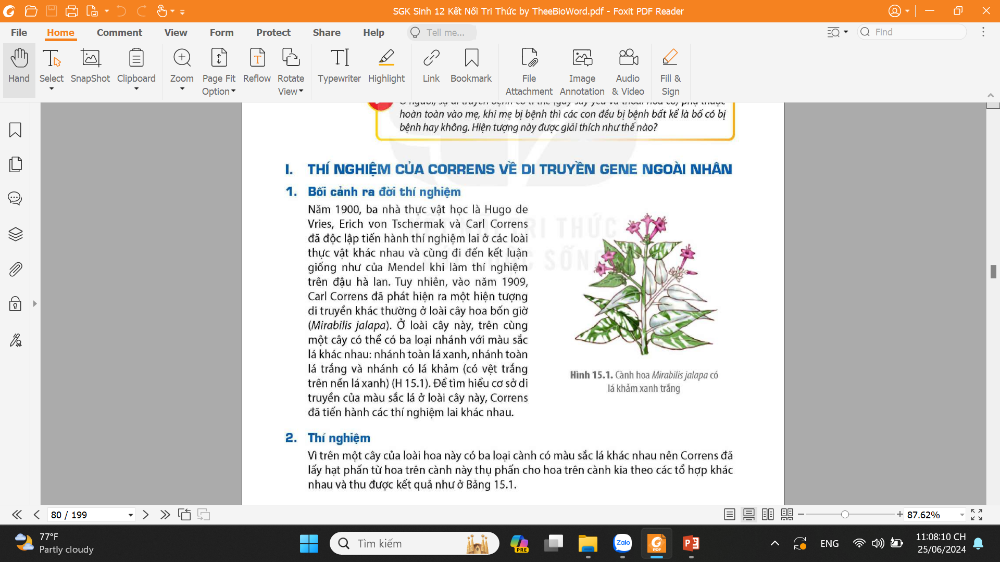 SGK Sinh 12 Kết Nối Tri Thức by TheeBioWord.pdf - Foxit PDF Reader
File Home Comment View Form Protect Share Help Tell me... Find
Hand Select SnapShot Clipboard Zoom Page Fit Option Reflow Rotate View Typewriter Highlight Link Bookmark File Attachment Image Annotation Audio & Video Fill & Sign
hoàn toàn vào mẹ, khi mẹ bị bệnh thì các con đều bị bệnh bất kể là bố có bị
bệnh hay không. Hiện tượng này được giải thích như thế nào?
I. THÍ NGHIỆM CỦA CORRENS VỀ DI TRUYỀN GENE NGOÀI NHÂN
1. Bối cảnh ra đời thí nghiệm
Năm 1900, ba nhà thực vật học là Hugo de
Vries, Erich von Tschermak và Carl Correns
đã độc lập tiến hành thí nghiệm lai ở các loài
thực vật khác nhau và cùng đi đến kết luận
giống như của Mendel khi làm thí nghiệm
trên đậu hà lan. Tuy nhiên, vào năm 1909,
Carl Correns đã phát hiện ra một hiện tượng
di truyền khác thường ở loài cây hoa bốn giờ
(Mirabilis jalapa). Ở loài cây này, trên cùng
một cây có thể có ba loại nhánh với màu sắc
lá khác nhau: nhánh toàn lá xanh, nhánh toàn
lá trắng và nhánh có lá khảm (có vệt trắng
trên nền lá xanh) (H 15.1). Để tìm hiểu cơ sở di
truyền của màu sắc lá ở loài cây này, Correns
đã tiến hành các thí nghiệm lai khác nhau.
Hình 15.1. Cành hoa Mirabilis jalapa có
lá khảm xanh trắng
2. Thí nghiệm
Vì trên một cây của loài hoa này có ba loại cành có màu sắc lá khác nhau nên Correns đã
lấy hạt phấn từ hoa trên cành này thụ phấn cho hoa trên cành kia theo các tổ hợp khác
nhau và thu được kết quả như ở Bảng 15.1.
80 / 199
87.62%
77°F
Partly cloudy
Tìm kiếm
PRE
Zalo
PDF
ENG
11:08:10 CH
25/06/2024